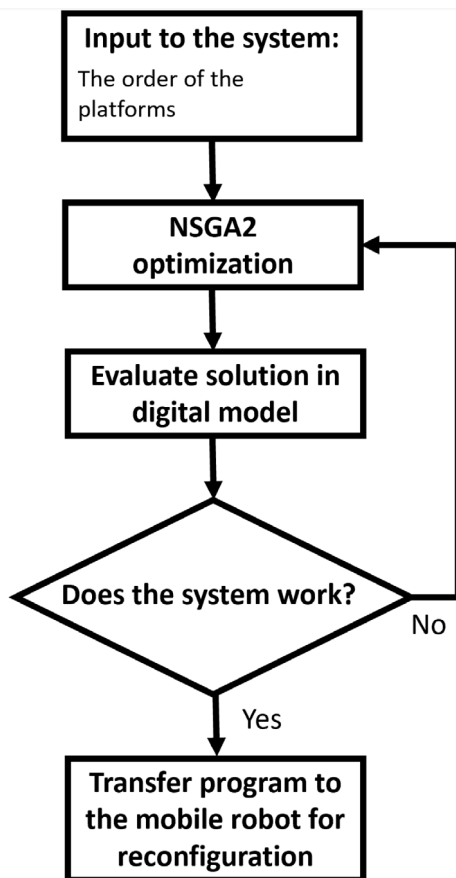 Input to the system:
The order of the
platforms
NSGA2
optimization
Evaluate solution in
digital model
Does the system work?
No
Yes
Transfer program to
the mobile robot for
reconfiguration